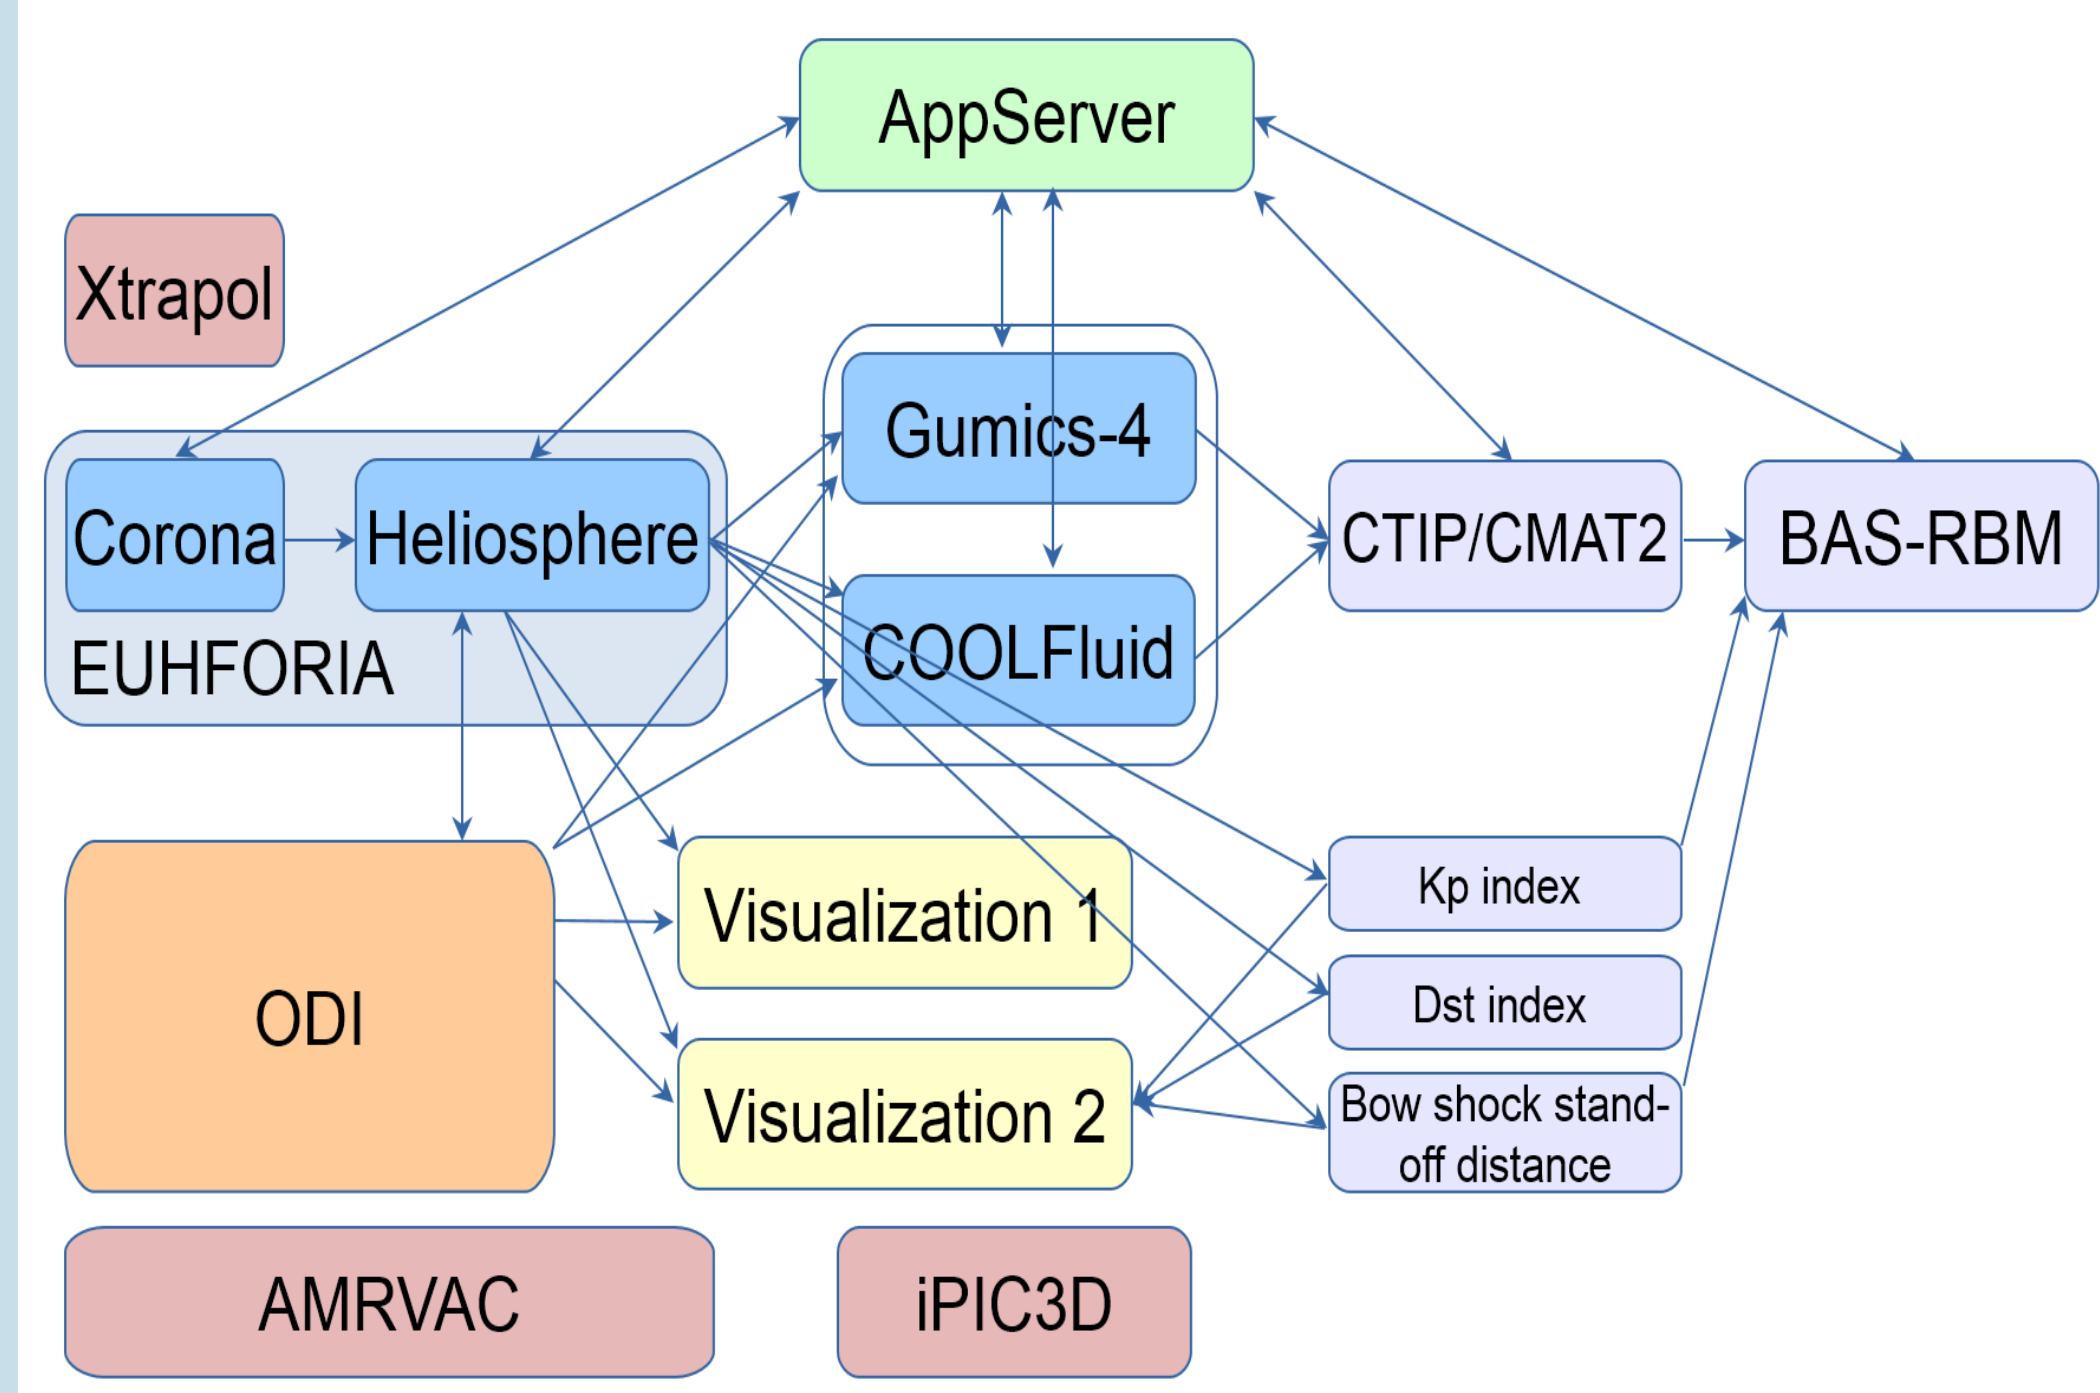 AppServer
Xtrapol
Gumics-4
Corona
Heliosphere
CTIP/CMAT2
BAS-RBM
EUHFORIA
COOLFluid
Visualization 1
Kp index
ODI
Dst index
Visualization 2
Bow shock stand-
off distance
AMRVAC
iPIC3D